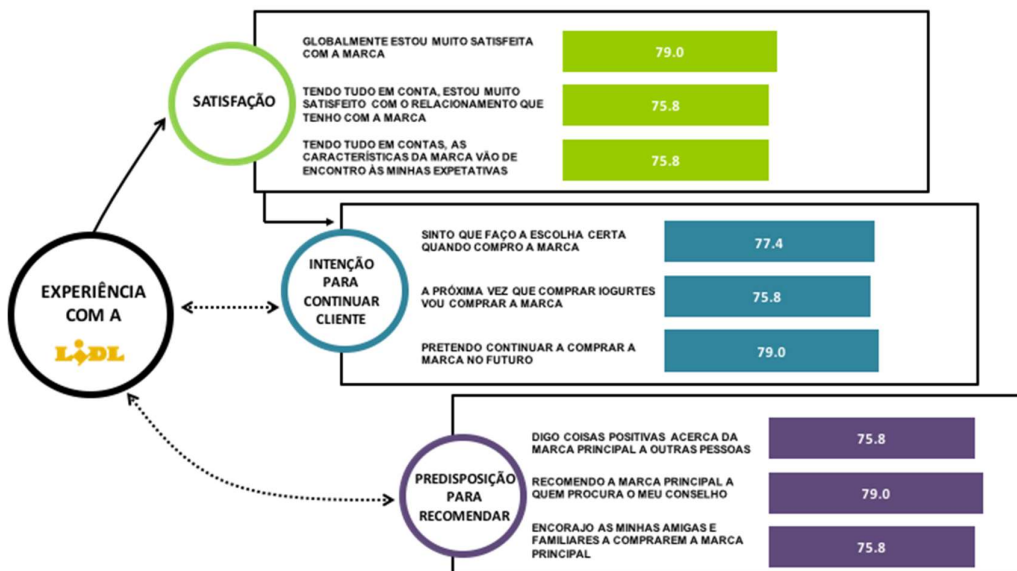 SATISFAÇÃO
GLOBALMENTE ESTOU MUITO SATISFEITA
COM A MARCA
79.0
TENDO TUDO EM CONTA, ESTOU MUITO
SATISFEITO COM O RELACIONAMENTO QUE
TENHO COM A MARCA
75.8
TENDO TUDO EM CONTAS, AS
CARACTERÍSTICAS DA MARCA VÃO DE
ENCONTRO ÀS MINHAS EXPETATIVAS
75.8
EXPERIÊNCIA
COM A
LIDL
INTENÇÃO
PARA
CONTINUAR
CLIENTE
SINTO QUE FAÇO A ESCOLHA CERTA
QUANDO COMPRO A MARCA
77.4
A PRÓXIMA VEZ QUE COMPRAR IOGURTES
VOU COMPRAR A MARCA
75.8
PRETENDO CONTINUAR A COMPRAR A
MARCA NO FUTURO
79.0
PREDISPOSIÇÃO
PARA
RECOMENDAR
DIGO COISAS POSITIVAS ACERCA DA
MARCA PRINCIPAL A OUTRAS PESSOAS
75.8
RECOMENDO A MARCA PRINCIPAL A
QUEM PROCURA O MEU CONSELHO
79.0
ENCORAJO AS MINHAS AMIGAS E
FAMILIARES A COMPRAREM A MARCA
PRINCIPAL
75.8